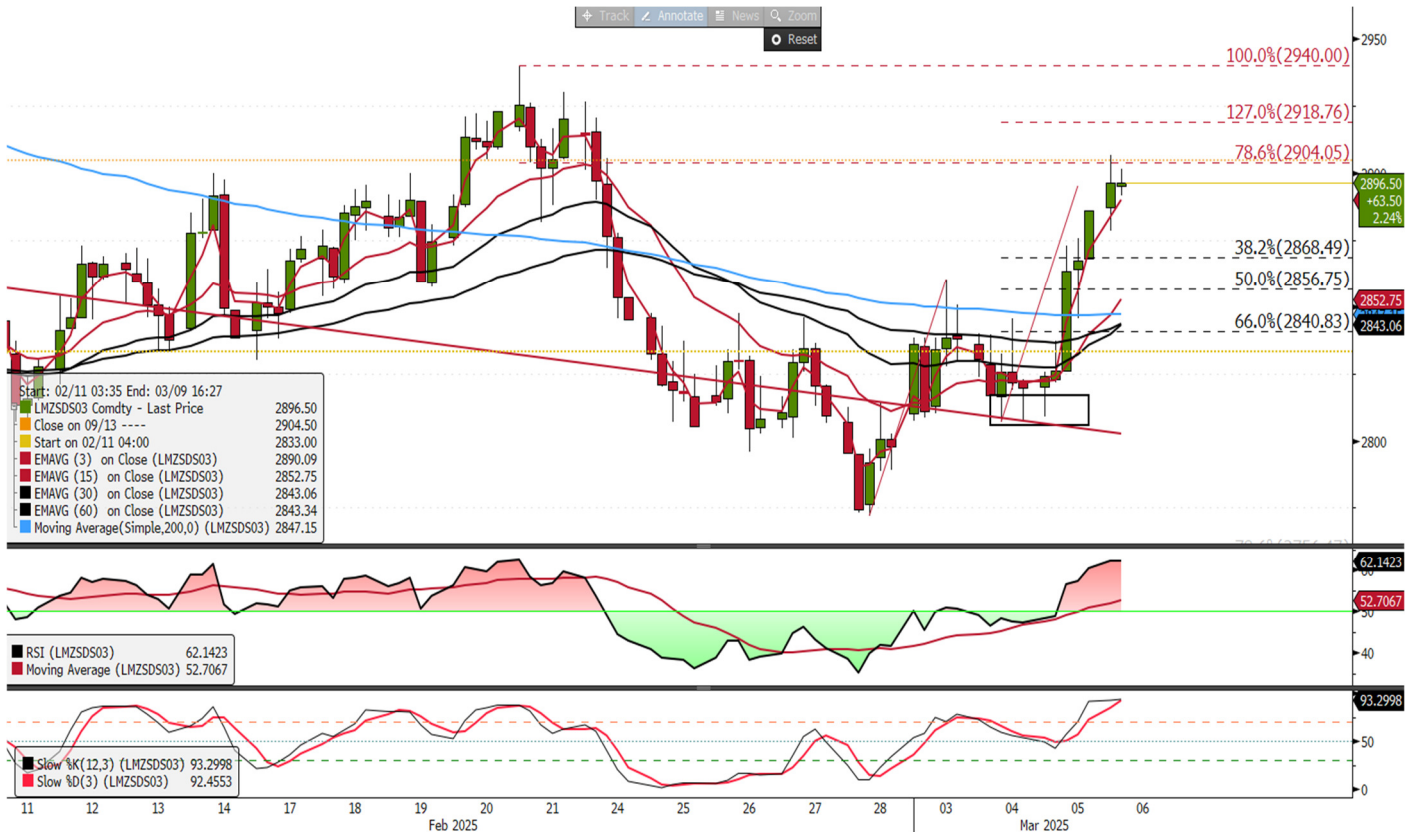 Track Annotate News Zoom
Reset
2950
100.0%(2940.00)
127.0%(2918.76)
78.6%(2904.05)
2896.50
+63.50
2.24%
38.2%(2868.49)
50.0%(2856.75)
2852.75
2843.06
66.0%(2840.83)
2800
Start: 02/11 03:35 End: 03/09 16:27
LMZSDS03 Comdty - Last Price 2896.50
Close on 09/13 ---- 2904.50
Start on 02/11 04:00 2833.00
EMAVG (3) on Close (LMZSDS03) 2890.09
EMAVG (15) on Close (LMZSDS03) 2852.75
EMAVG (30) on Close (LMZSDS03) 2843.06
EMAVG (60) on Close (LMZSDS03) 2843.34
Moving Average(Simple,200,0) (LMZSDS03) 2847.15
62.1423
52.7067
40
RSI (LMZSDS03) 62.1423
Moving Average (LMZSDS03) 52.7067
93.2998
50
0
Slow %K(12,3) (LMZSDS03) 93.2998
Slow %D(3) (LMZSDS03) 92.4553
11 12 13 14 17 18 19 20 21 24 25 26 27 28 03 04 05 06
Feb 2025 Mar 2025